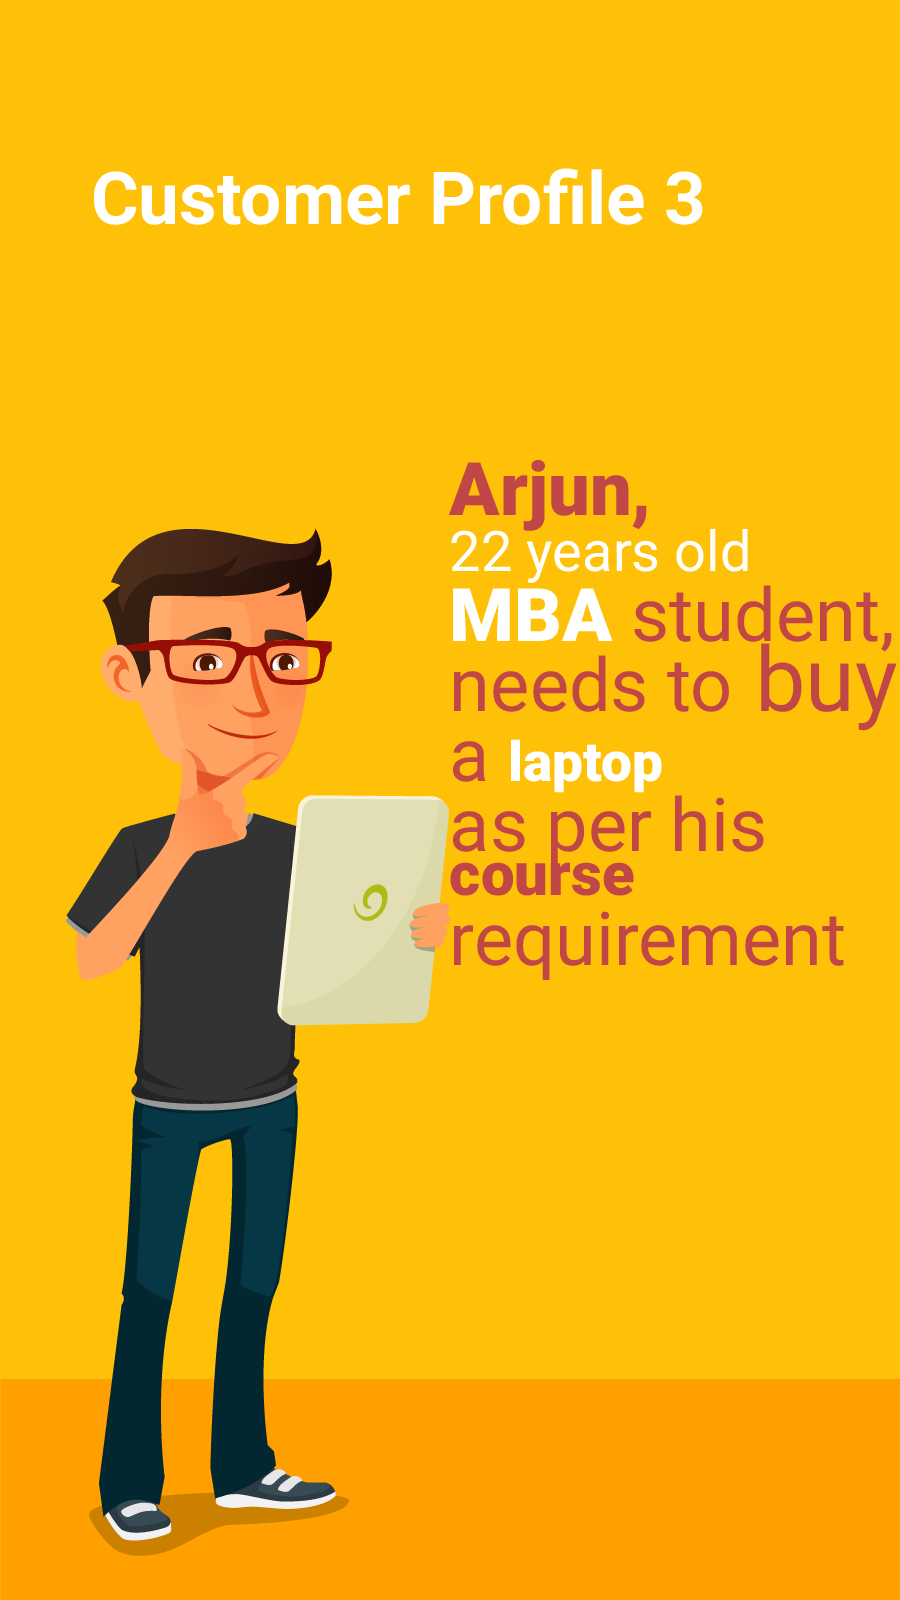 Customer Profile 3
Arjun,
22 years old
MBA student,
needs to buy
a laptop
as per his
course
requirement